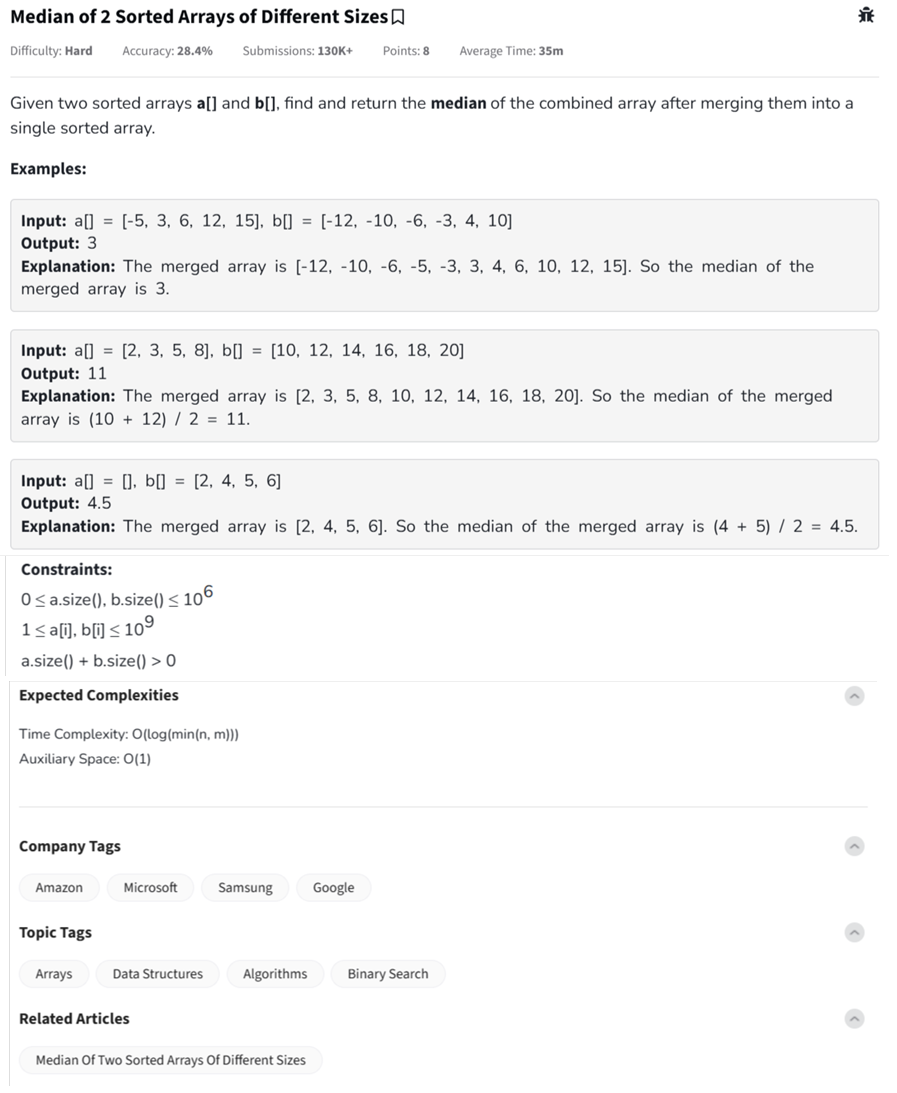 Median of 2 Sorted Arrays of Different Sizes
Difficulty: Hard Accuracy: 28.4% Submissions: 130K+ Points: 8 Average Time: 35m
Given two sorted arrays a[] and b[], find and return the median of the combined array after merging them into a
single sorted array.
Examples:
Input: a[] = [-5, 3, 6, 12, 15], b[] = [-12, -10, -6, -3, 4, 10]
Output: 3
Explanation: The merged array is [-12, -10, -6, -5, -3, 3, 4, 6, 10, 12, 15]. So the median of the
merged array is 3.
Input: a[] = [2, 3, 5, 8], b[] = [10, 12, 14, 16, 18, 20]
Output: 11
Explanation: The merged array is [2, 3, 5, 8, 10, 12, 14, 16, 18, 20]. So the median of the merged
array is (10 + 12) / 2 = 11.
Input: a[] = [], b[] = [2, 4, 5, 6]
Output: 4.5
Explanation: The merged array is [2, 4, 5, 6]. So the median of the merged array is (4 + 5) / 2 = 4.5.
Constraints:
0 ≤ a.size(), b.size() ≤ 10⁶
1 ≤ a[i], b[i] ≤ 10⁹
a.size() + b.size() > 0
Expected Complexities
Time Complexity: O(log(min(n, m)))
Auxiliary Space: O(1)
Company Tags
Amazon Microsoft Samsung Google
Topic Tags
Arrays Data Structures Algorithms Binary Search
Related Articles
Median Of Two Sorted Arrays Of Different Sizes